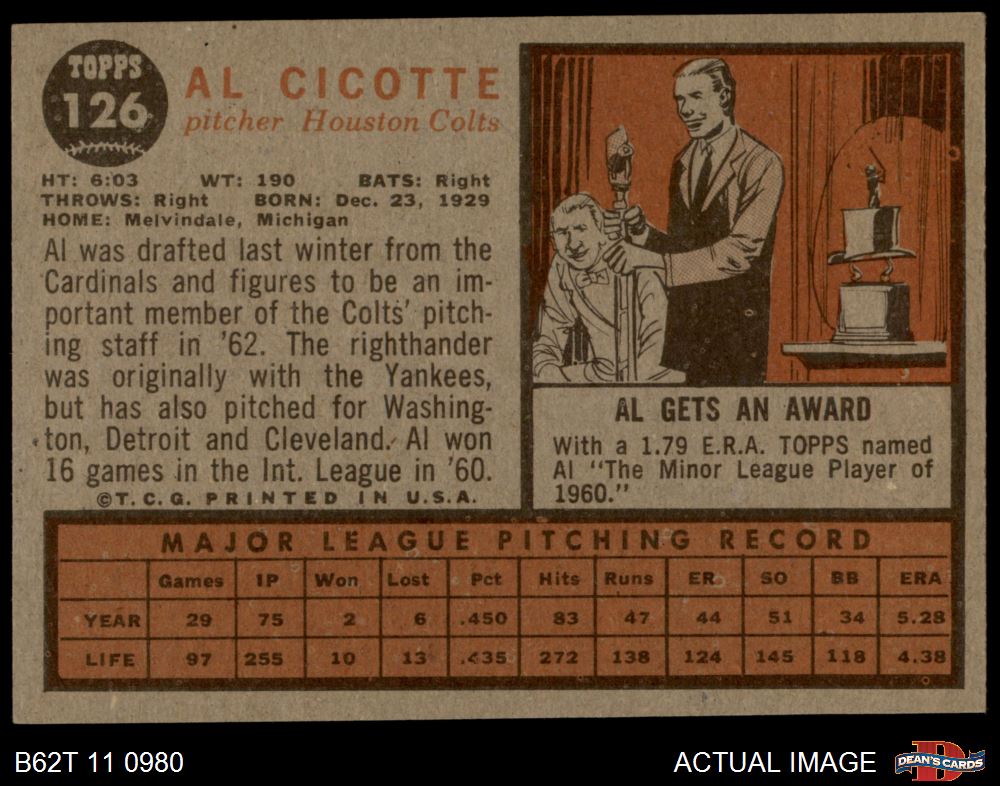 TOPPS
126
AL CICOTTE
pitcher Houston Colts
HT: 6:03 WT: 190 BATS: Right
THROWS: Right BORN: Dec. 23, 1929
HOME: Melvindale, Michigan
Al was drafted last winter from the
Cardinals and figures to be an im-
portant member of the Colts' pitch-
ing staff in '62. The righthander
was originally with the Yankees,
but has also pitched for Washing-
ton, Detroit and Cleveland. Al won
16 games in the Int. League in '60.
©T.C.G. PRINTED IN U.S.A.
AL GETS AN AWARD
With a 1.79 E.R.A. TOPPS named
Al "The Minor League Player of
1960."
MAJOR LEAGUE PITCHING RECORD
Games IP Won Lost Pct Hits Runs ER SO BB ERA
YEAR 29 75 2 6 .450 83 47 44 51 34 5.28
LIFE 97 255 10 13 .435 272 138 124 145 118 4.38
B62T 11 0980
ACTUAL IMAGE
D
DEAN'S CARDS